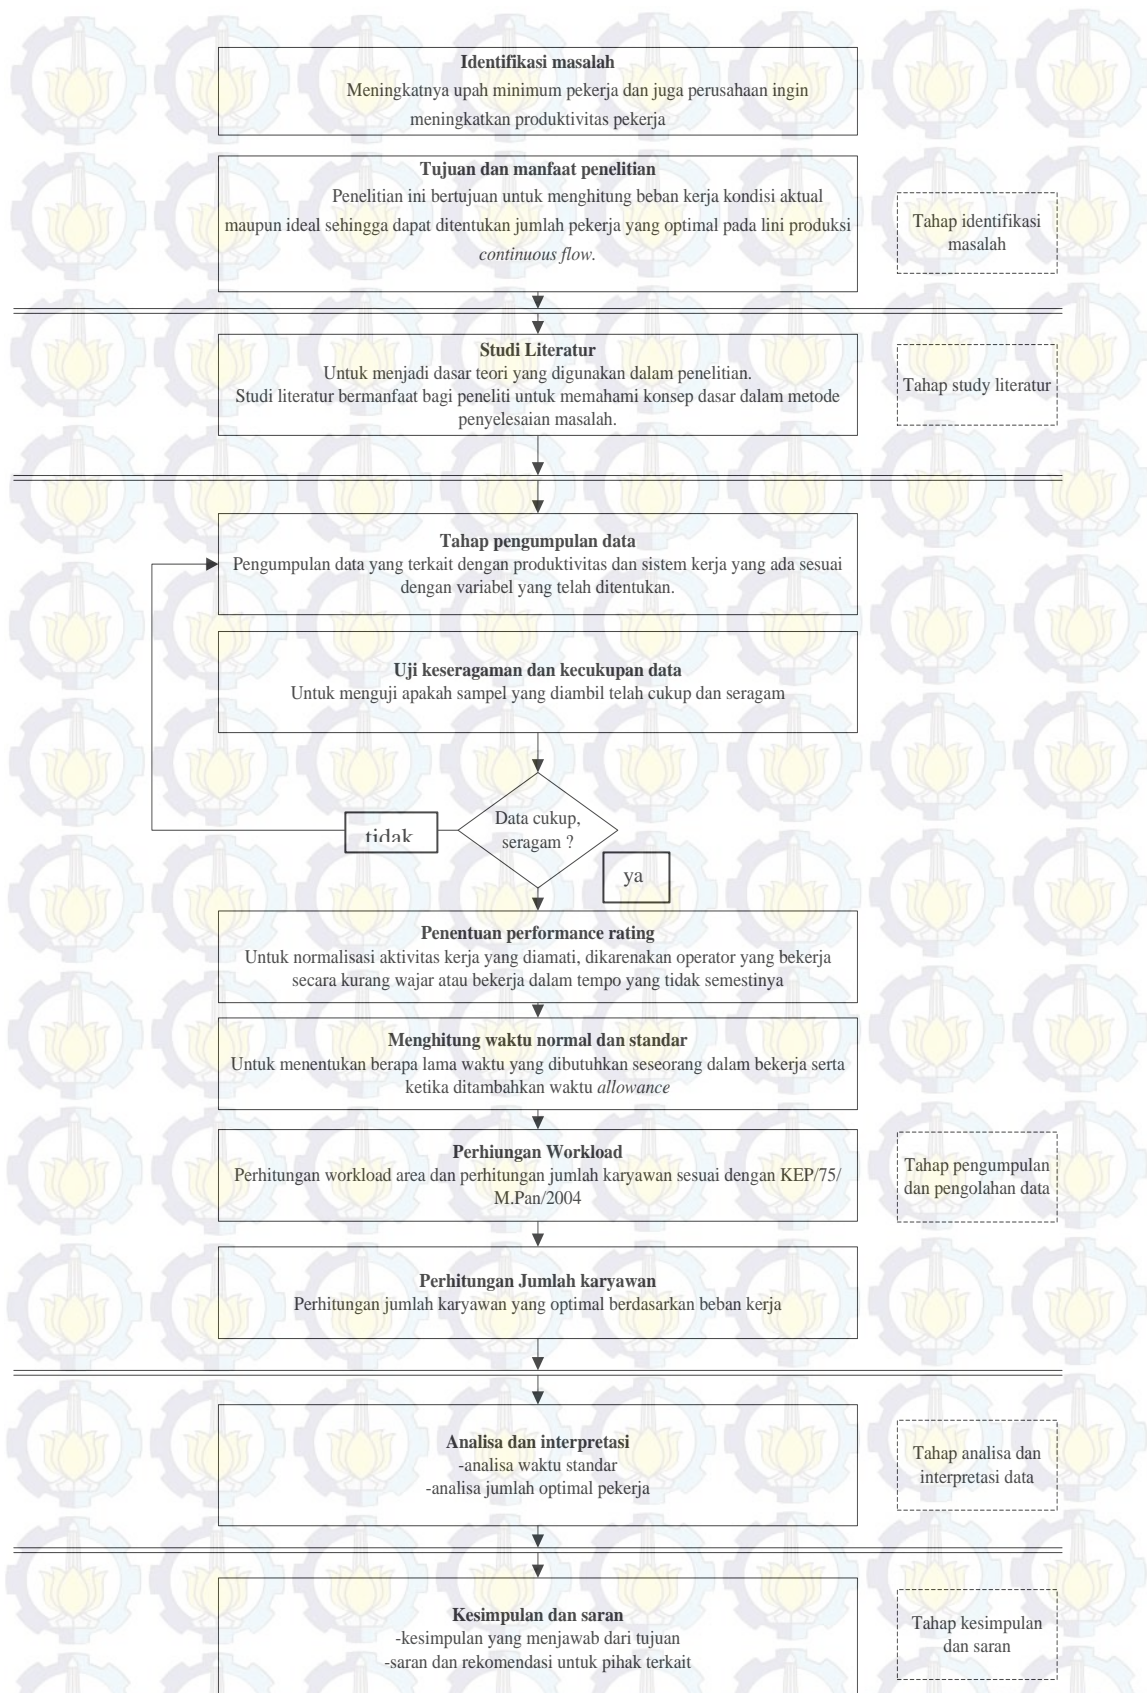 Identifikasi masalah
Meningkatnya upah minimum pekerja dan juga perusahaan ingin
meningkatkan produktivitas pekerja
Tujuan dan manfaat penelitian
Penelitian ini bertujuan untuk menghitung beban kerja kondisi aktual
maupun ideal sehingga dapat ditentukan jumlah pekerja yang optimal pada lini produksi
continuous flow.
Tahap identifikasi
masalah
Studi Literatur
Untuk menjadi dasar teori yang digunakan dalam penelitian.
Studi literatur bermanfaat bagi peneliti untuk memahami konsep dasar dalam metode
penyelesaian masalah.
Tahap study literatur
Tahap pengumpulan data
Pengumpulan data yang terkait dengan produktivitas dan sistem kerja yang ada sesuai
dengan variabel yang telah ditentukan.
Uji keseragaman dan kecukupan data
Untuk menguji apakah sampel yang diambil telah cukup dan seragam
Data cukup,
seragam ?
tidak
ya
Penentuan performance rating
Untuk normalisasi aktivitas kerja yang diamati, dikarenakan operator yang bekerja
secara kurang wajar atau bekerja dalam tempo yang tidak semestinya
Menghitung waktu normal dan standar
Untuk menentukan berapa lama waktu yang dibutuhkan seseorang dalam bekerja serta
ketika ditambahkan waktu allowance
Perhiungan Workload
Perhitungan workload area dan perhitungan jumlah karyawan sesuai dengan KEP/75/
M.Pan/2004
Tahap pengumpulan
dan pengolahan data
Perhitungan Jumlah karyawan
Perhitungan jumlah karyawan yang optimal berdasarkan beban kerja
Analisa dan interpretasi
-analisa waktu standar
-analisa jumlah optimal pekerja
Tahap analisa dan
interpretasi data
Kesimpulan dan saran
-kesimpulan yang menjawab dari tujuan
-saran dan rekomendasi untuk pihak terkait
Tahap kesimpulan
dan saran